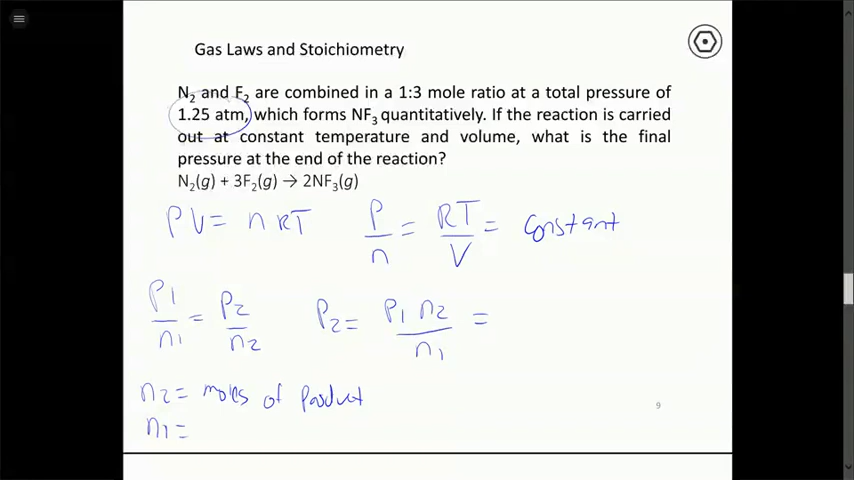 Gas Laws and Stoichiometry
N₂ and F₂ are combined in a 1:3 mole ratio at a total pressure of
1.25 atm, which forms NF₃ quantitatively. If the reaction is carried
out at constant temperature and volume, what is the final
pressure at the end of the reaction?
N₂(g) + 3F₂(g) → 2NF₃(g)
PV = nRT P/n = RT/V = constant
P1/n1 = P2/n2 P2 = P1 n2/n1 =
n2 = moles of product
n1 =
9